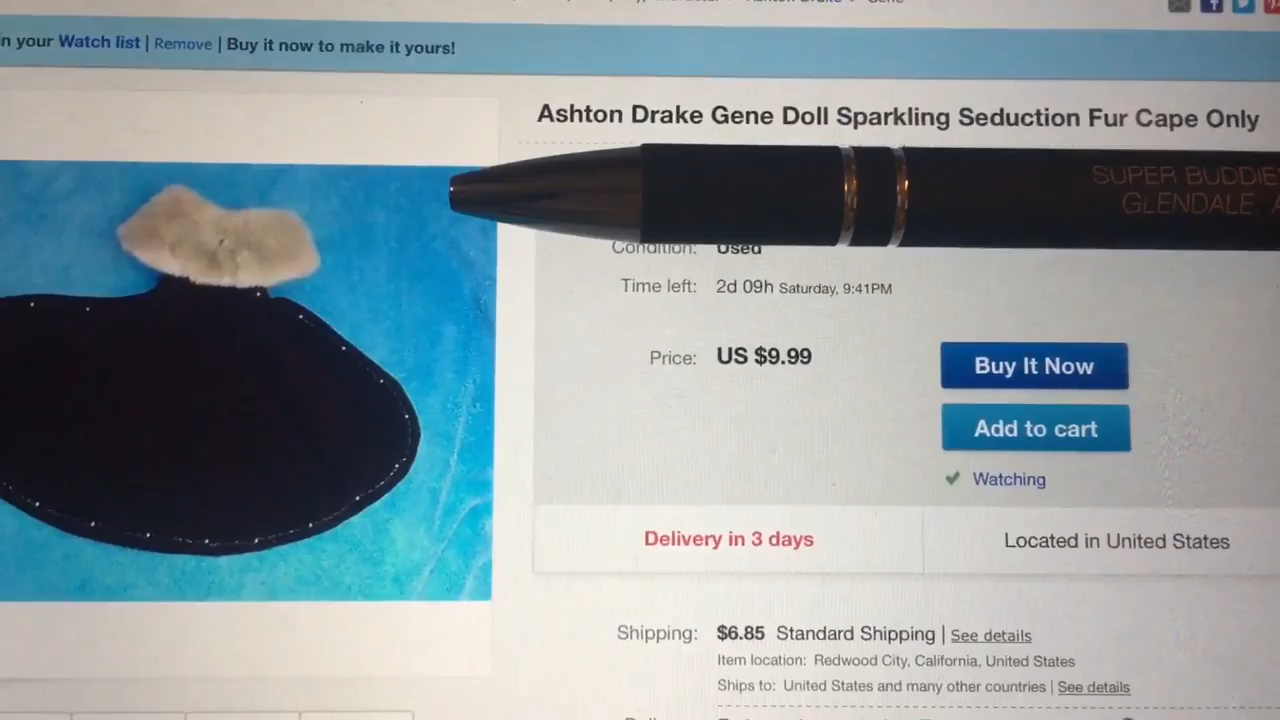 n your Watch list | Remove | Buy it now to make it yours!
Ashton Drake Gene Doll Sparkling Seduction Fur Cape Only
SUPER BUDDIE
GLENDALE,
Condition: Used
Time left: 2d 09h Saturday, 9:41PM
Price: US $9.99
Buy It Now
Add to cart
Watching
Delivery in 3 days
Located in United States
Shipping: $6.85 Standard Shipping | See details
Item location: Redwood City, California, United States
Ships to: United States and many other countries | See details